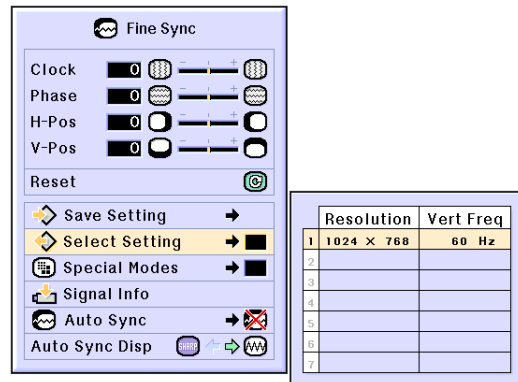 Fine Sync
Clock 0 - +
Phase 0 - +
H-Pos 0 - +
V-Pos 0 - +
Reset
Save Setting
Select Setting
Special Modes
Signal Info
Auto Sync
Auto Sync Disp SHARP
Resolution Vert Freq
1 1024 × 768 60 Hz
2
3
4
5
6
7